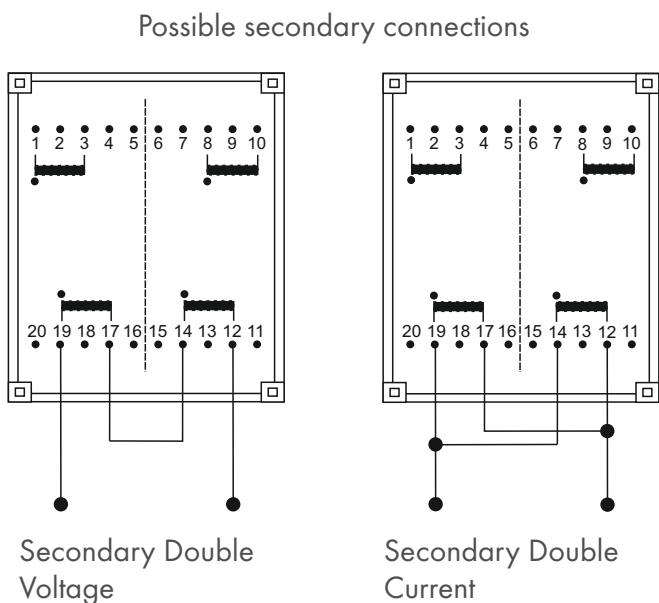 Possible secondary connections
1 2 3 4 5 6 7 8 9 10
20 19 18 17 16 15 14 13 12 11
1 2 3 4 5 6 7 8 9 10
20 19 18 17 16 15 14 13 12 11
Secondary Double
Voltage
Secondary Double
Current